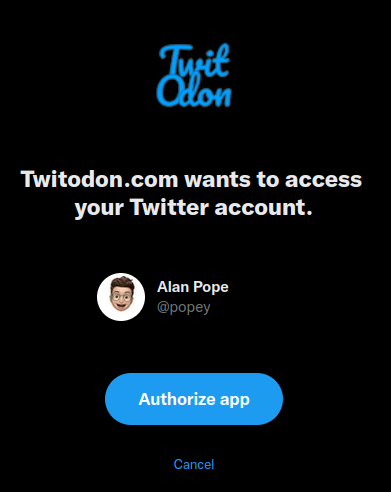 Twit
Odon
Twitodon.com wants to access
your Twitter account.
Alan Pope
@popey
Authorize app
Cancel